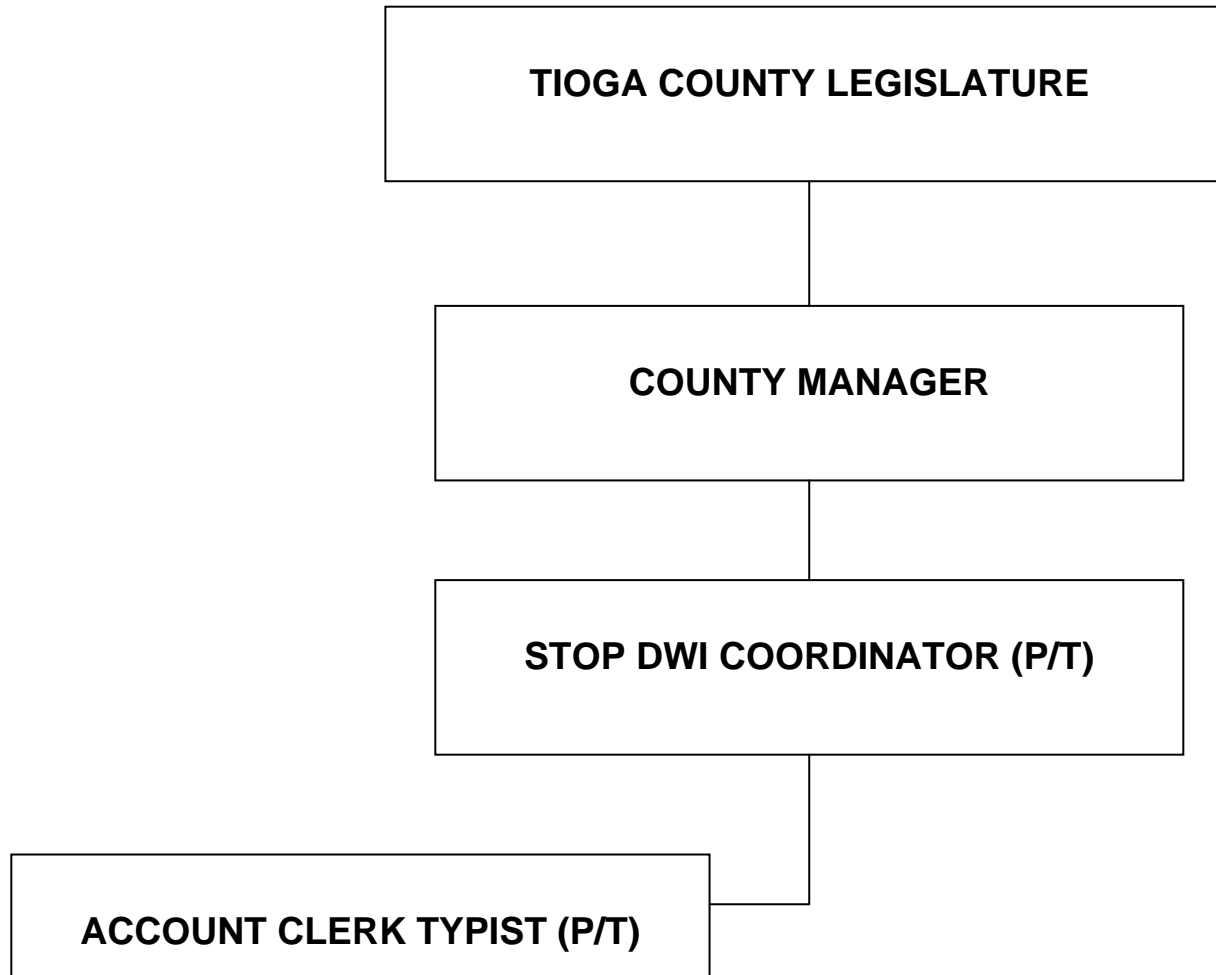 TIOGA COUNTY LEGISLATURE
COUNTY MANAGER
STOP DWI COORDINATOR (P/T)
ACCOUNT CLERK TYPIST (P/T)